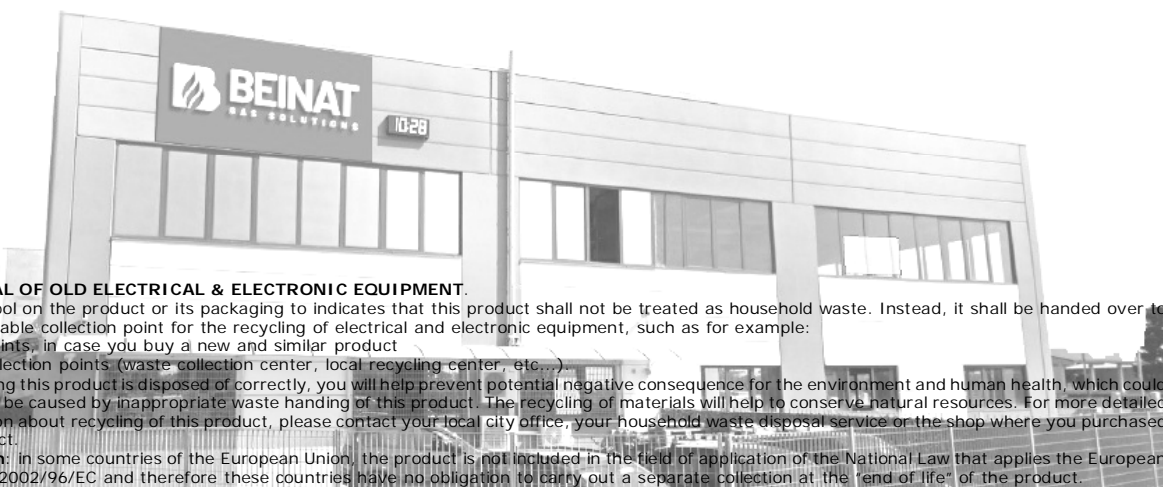 BEINAT
GAS SOLUTIONS
10:28
AL OF OLD ELECTRICAL & ELECTRONIC EQUIPMENT.
ol on the product or its packaging to indicates that this product shall not be treated as household waste. Instead, it shall be handed over to
able collection point for the recycling of electrical and electronic equipment, such as for example:
ints, in case you buy a new and similar product
lection points (waste collection center, local recycling center, etc...).
ng this product is disposed of correctly, you will help prevent potential negative consequence for the environment and human health, which could
be caused by inappropriate waste handing of this product. The recycling of materials will help to conserve natural resources. For more detailed
on about recycling of this product, please contact your local city office, your household waste disposal service or the shop where you purchased
ct.
n: in some countries of the European Union, the product is not included in the field of application of the National Law that applies the European
2002/96/EC and therefore these countries have no obligation to carry out a separate collection at the "end of life" of the product.